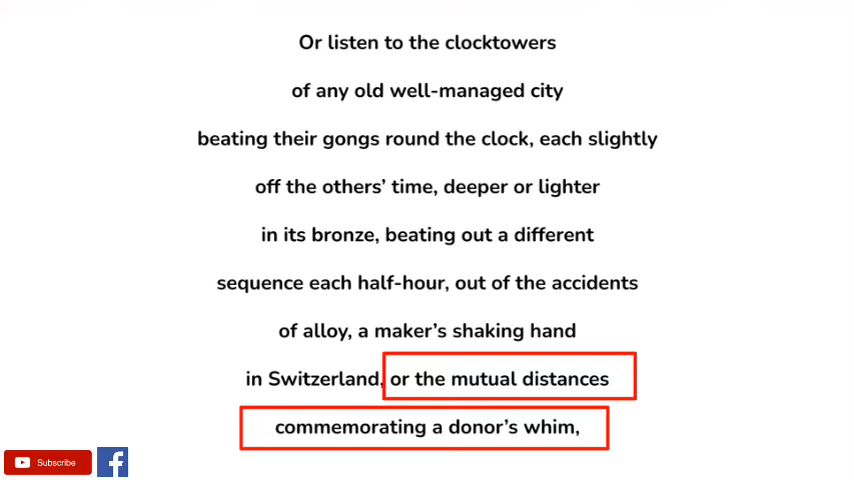 Or listen to the clocktowers
of any old well-managed city
beating their gongs round the clock, each slightly
off the others’ time, deeper or lighter
in its bronze, beating out a different
sequence each half-hour, out of the accidents
of alloy, a maker’s shaking hand
in Switzerland, or the mutual distances
commemorating a donor’s whim,
Subscribe